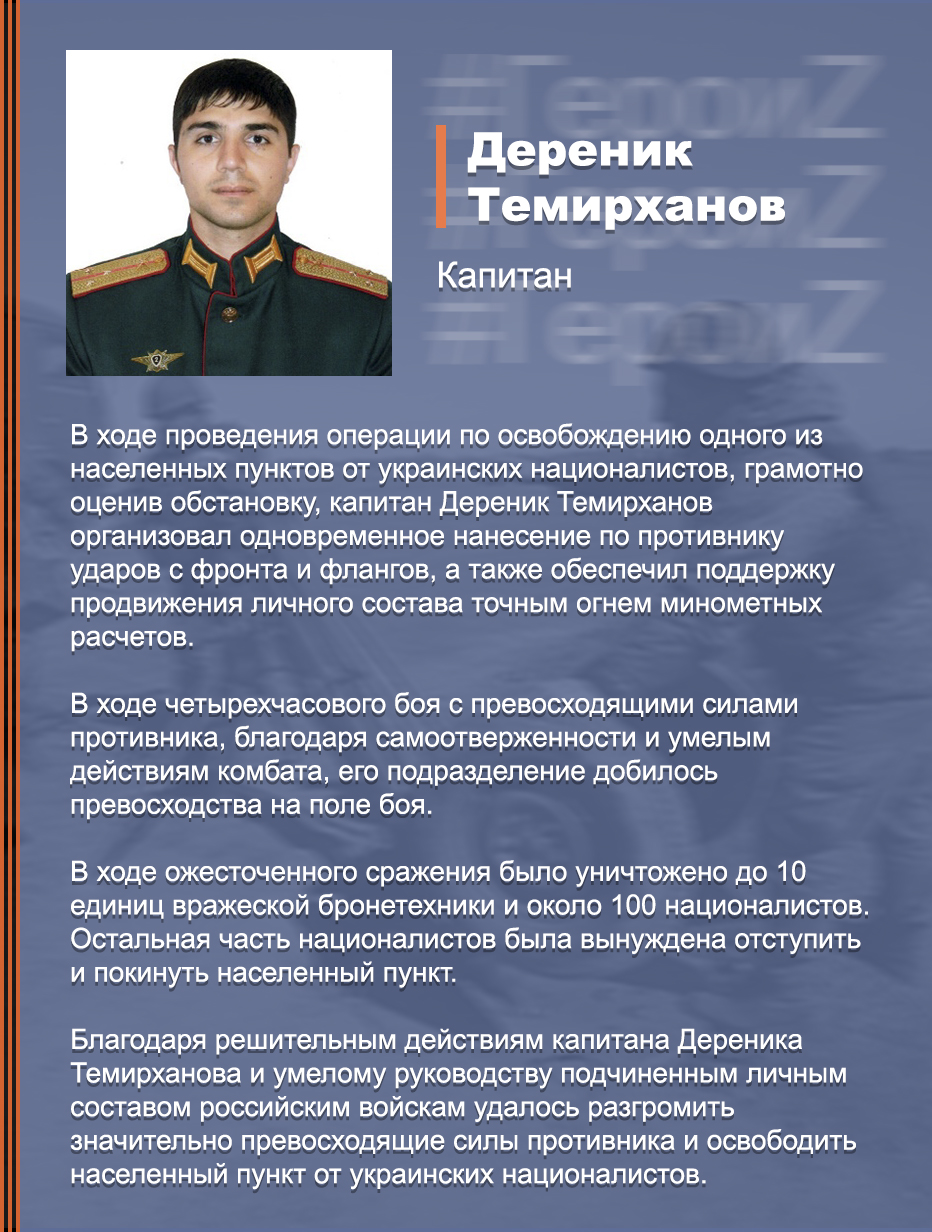 #ГероиZ
Дереник
#ГероиZ
Темирханов
Капитан
#ГероиZ
В ходе проведения операции по освобождению одного из
населенных пунктов от украинских националистов, грамотно
оценив обстановку, капитан Дереник Темирханов
организовал одновременное нанесение по противнику
ударов с фронта и флангов, а также обеспечил поддержку
продвижения личного состава точным огнем минометных
расчетов.
В ходе четырехчасового боя с превосходящими силами
противника, благодаря самоотверженности и умелым
действиям комбата, его подразделение добилось
превосходства на поле боя.
В ходе ожесточенного сражения было уничтожено до 10
единиц вражеской бронетехники и около 100 националистов.
Остальная часть националистов была вынуждена отступить
и покинуть населенный пункт.
Благодаря решительным действиям капитана Дереника
Темирханова и умелому руководству подчиненным личным
составом российским войскам удалось разгромить
значительно превосходящие силы противника и освободить
населенный пункт от украинских националистов.